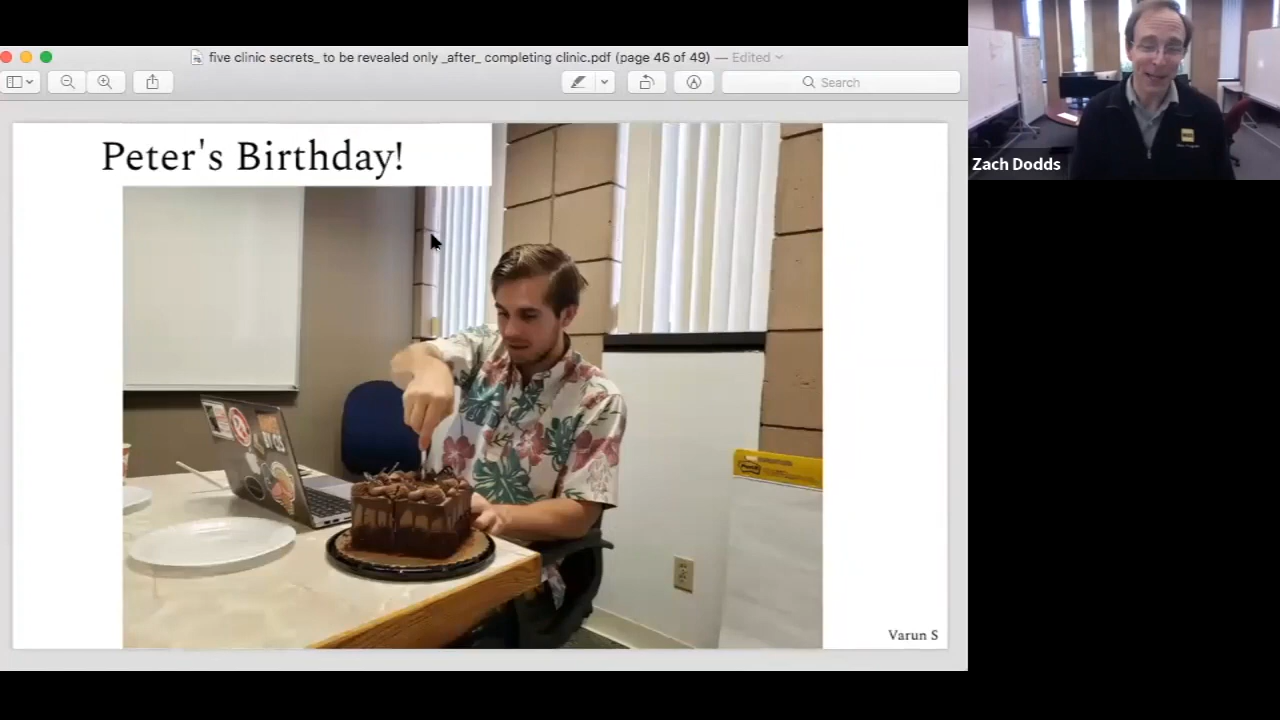 five clinic secrets_ to be revealed only _after_ completing clinic.pdf (page 46 of 49) — Edited
Search
Peter's Birthday!
Zach Dodds
Varun S